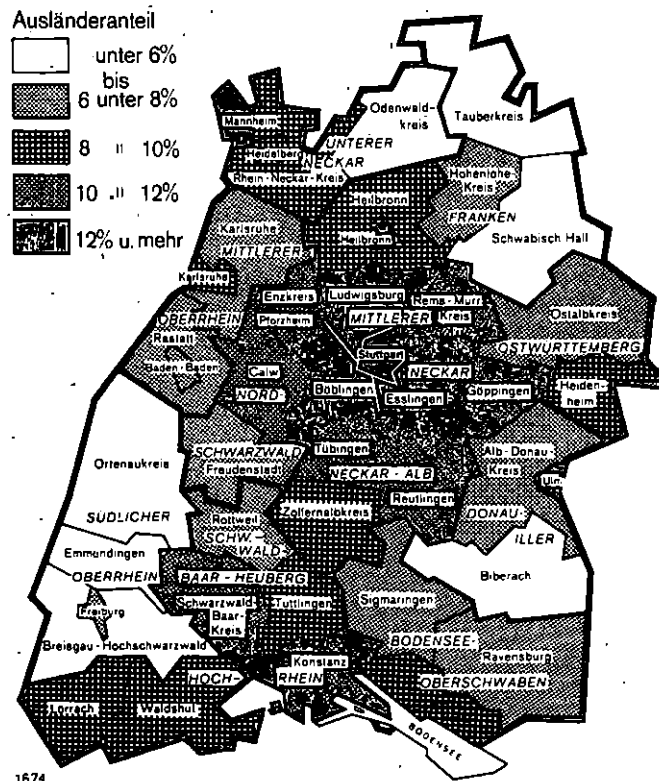 Ausländeranteil
unter 6%
bis
6 unter 8%
8 " 10%
10 " 12%
12% u. mehr
Mannheim
Odenwald-
kreis
Tauberkreis
UNTERER
Heidelberg
NECKAR
Rhein-Neckar-Kreis
Hohenlohe-
Kreis
Heilbronn
FRANKEN
Karlsruhe
MITTLERER
Heilbronn
Schwäbisch Hall
Karlsruhe
Enzkreis
Ludwigsburg
Rems-Murr
Kreis
Ostalbkreis
OBERRHEIN
Pforzheim
MITTLERER
OSTWÜRTTEMBERG
Rastatt
Baden-Baden
Stuttgart
Calw
NECKAR
NORD-
Böblingen
Esslingen
Göppingen
Heiden-
heim
SCHWARZWALD
Tübingen
Alb-Donau-
Kreis
Ortenaukreis
Freudenstadt
NECKAR-ALB
Ulm
Reutlingen
SÜDLICHER
Rottweil
Zollernalbkreis
DONAU-
SCHW.-
WALD-
ILLER
Emmendingen
OBERRHEIN
BAAR-HEUBERG
Biberach
Freiburg
Schwarzwald
Baar-
Kreis
Tuttlingen
Sigmaringen
Breisgau-Hochschwarzwald
BODENSEE-
Konstanz
Ravensburg
HOCH-
RHEIN
OBERSCHWABEN
Lörrach
Waldshut
BODENSEE
1674